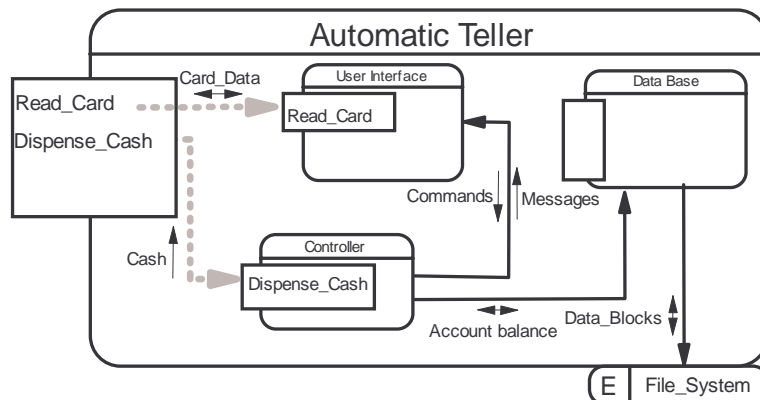 Automatic Teller
Card_Data
User Interface
Data Base
Read_Card
Read_Card
Dispense_Cash
Commands
Messages
Cash
Controller
Dispense_Cash
Account balance
Data_Blocks
E
File_System